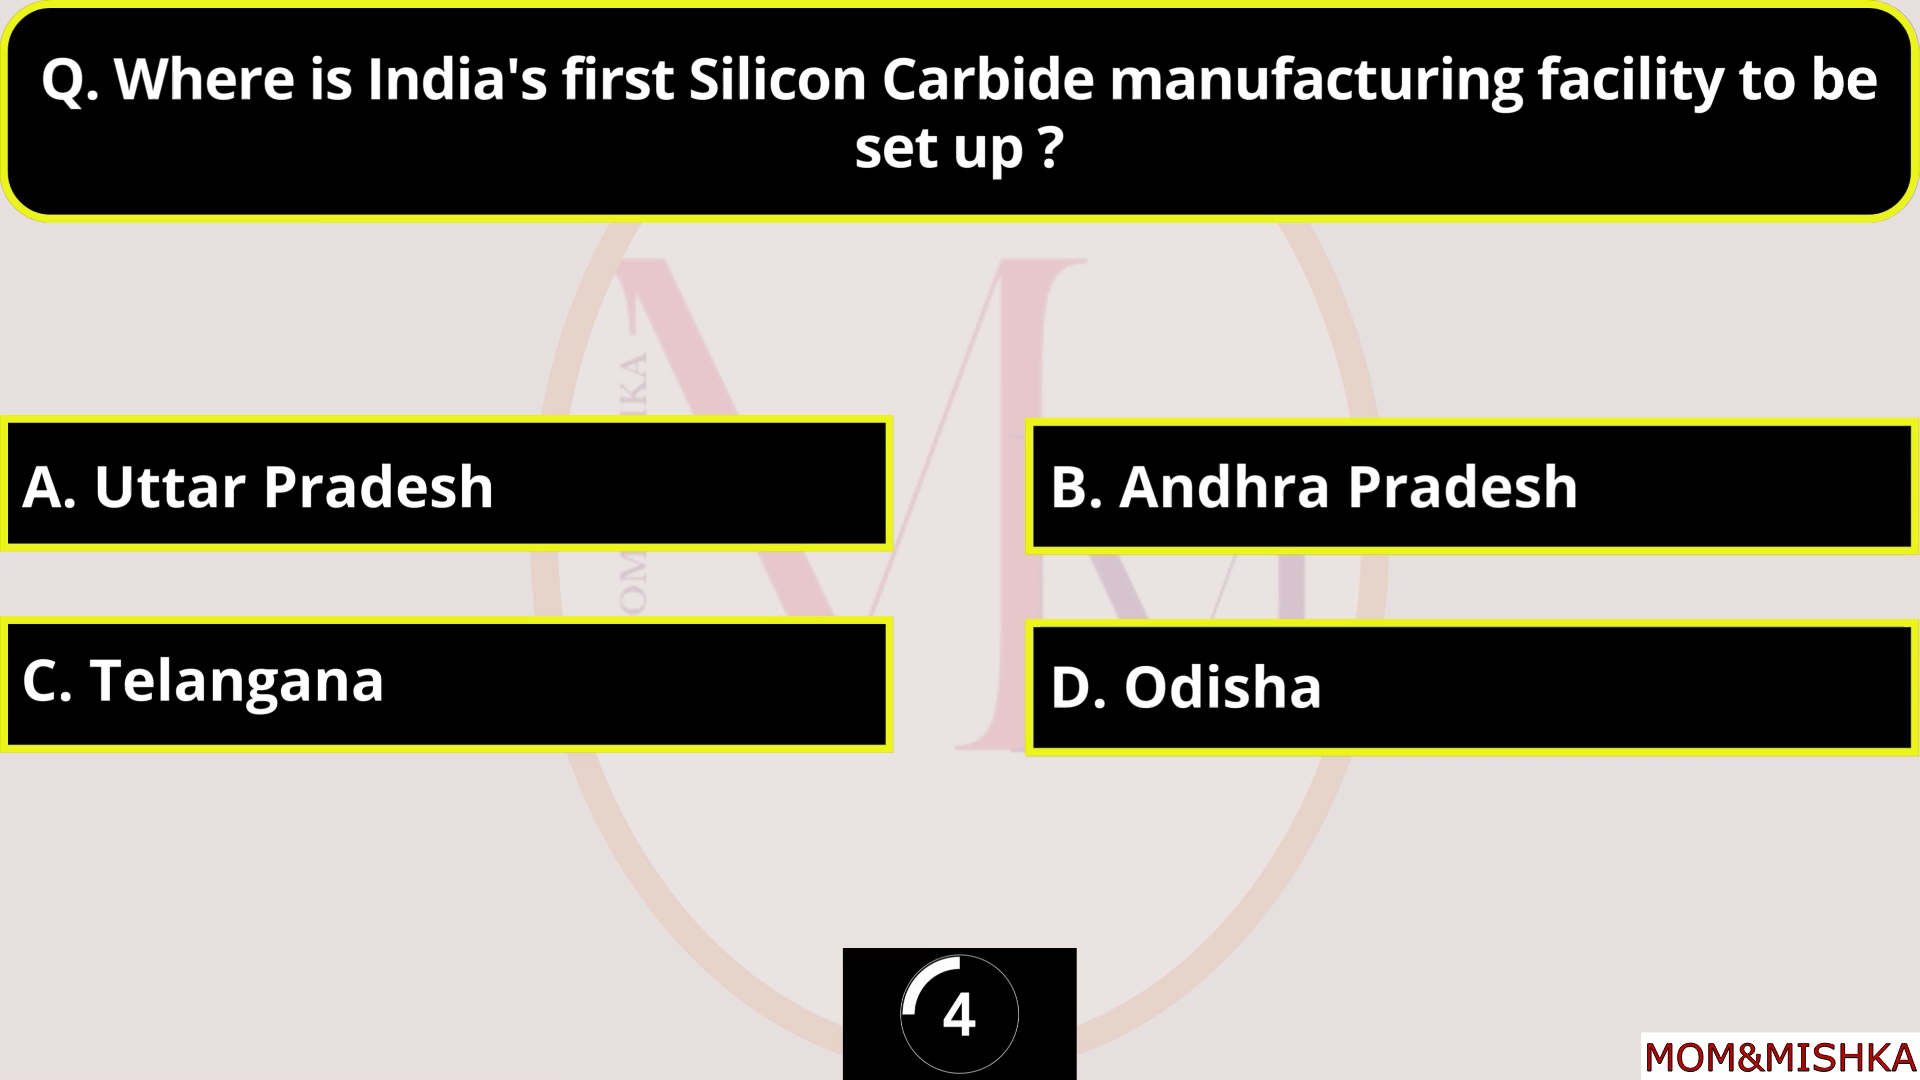 Q. Where is India's first Silicon Carbide manufacturing facility to be
set up ?
A. Uttar Pradesh
B. Andhra Pradesh
C. Telangana
D. Odisha
4
MOM&MISHKA